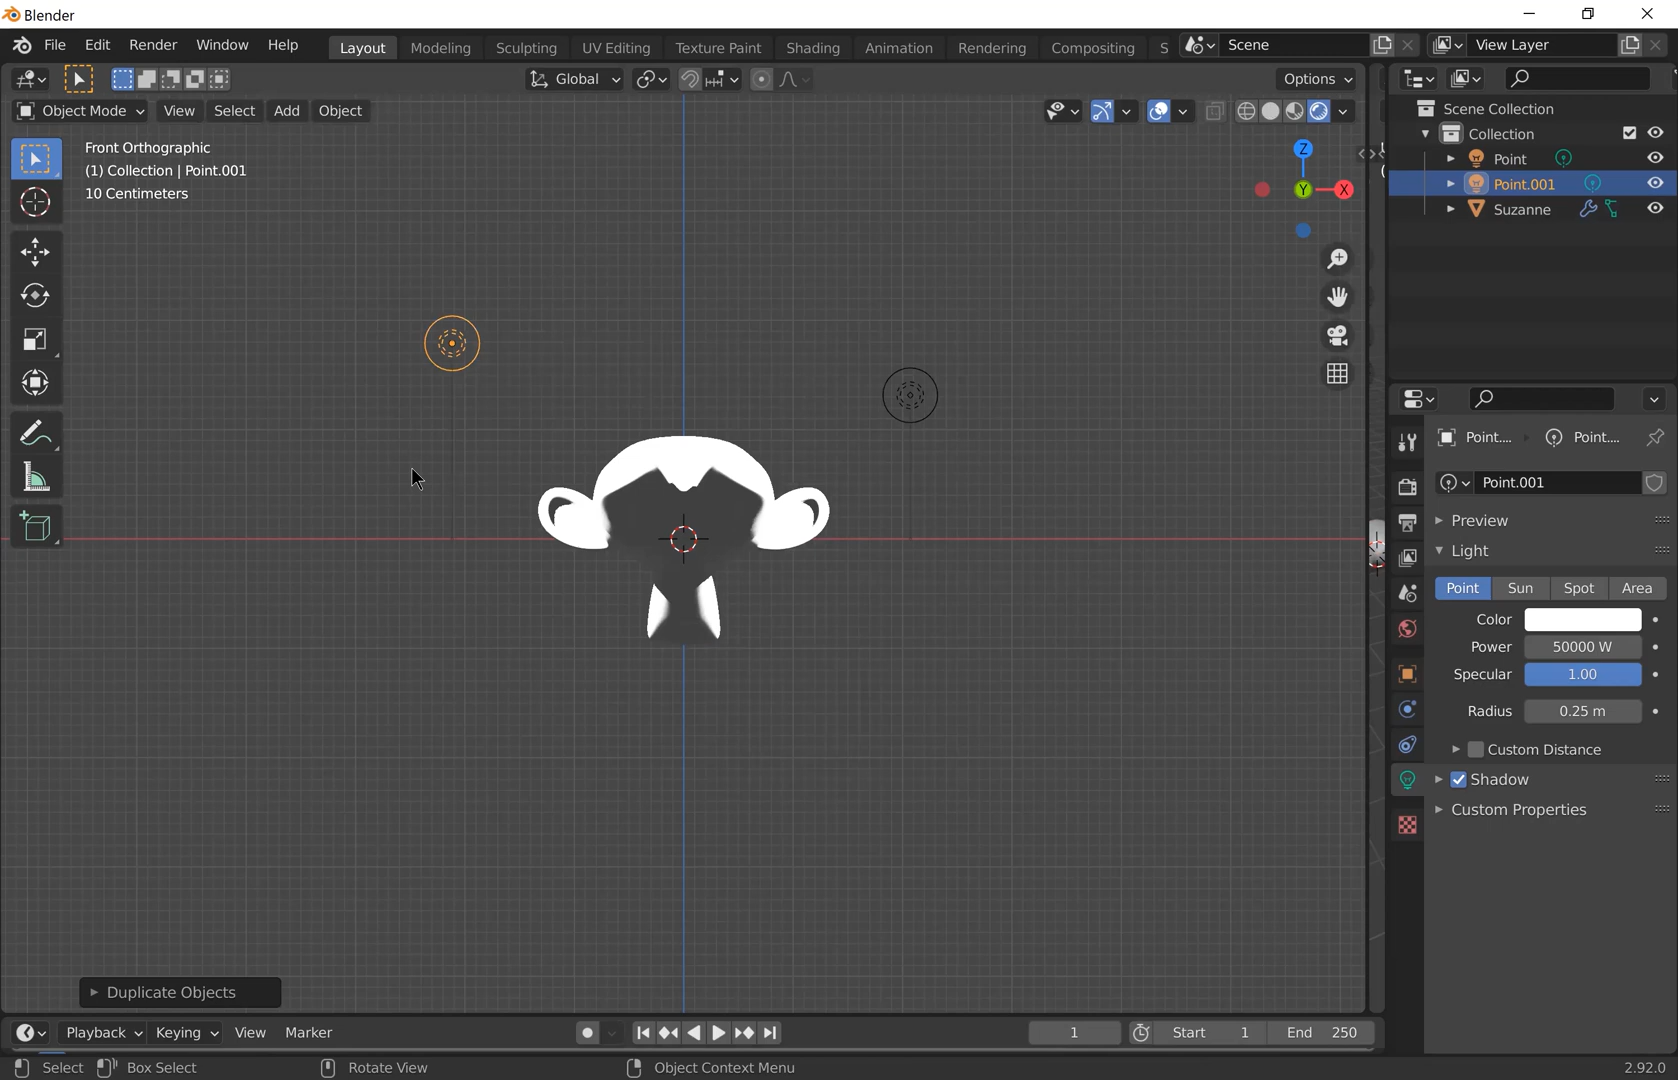 Blender
File Edit Render Window Help
Layout Modeling Sculpting UV Editing Texture Paint Shading Animation Rendering Compositing S
Scene
View Layer
Global
Options
Object Mode View Select Add Object
Front Orthographic
(1) Collection | Point.001
10 Centimeters
Z
Y
X
Scene Collection
Collection
Point
Point.001
Suzanne
Point.... Point....
Point.001
Preview
Light
Point Sun Spot Area
Color
Power 50000 W
Specular 1.00
Radius 0.25 m
Custom Distance
Shadow
Custom Properties
Duplicate Objects
Playback Keying View Marker
1
Start 1
End 250
Select Box Select Rotate View Object Context Menu 2.92.0